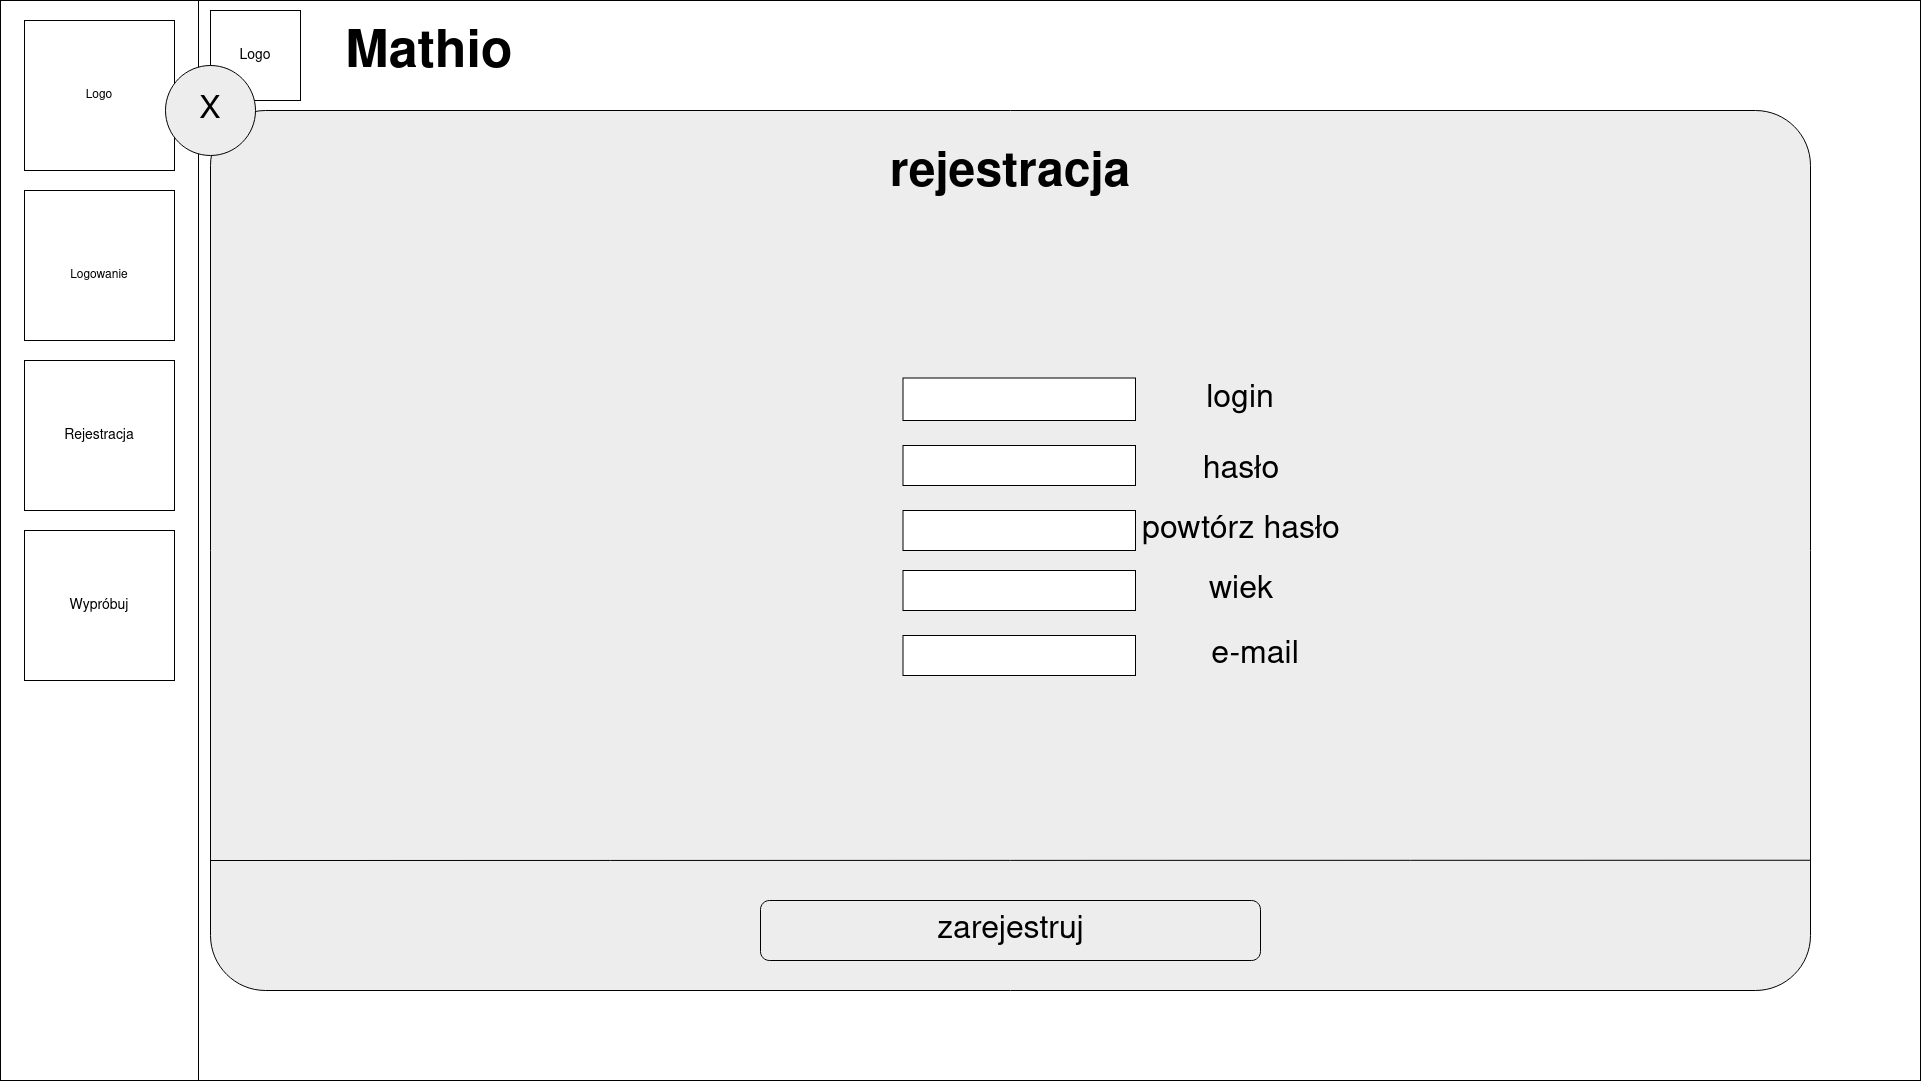 Logo
Logowanie
Rejestracja
Wypróbuj
Logo
Mathio
X
rejestracja
login
hasło
powtórz hasło
wiek
e-mail
zarejestruj